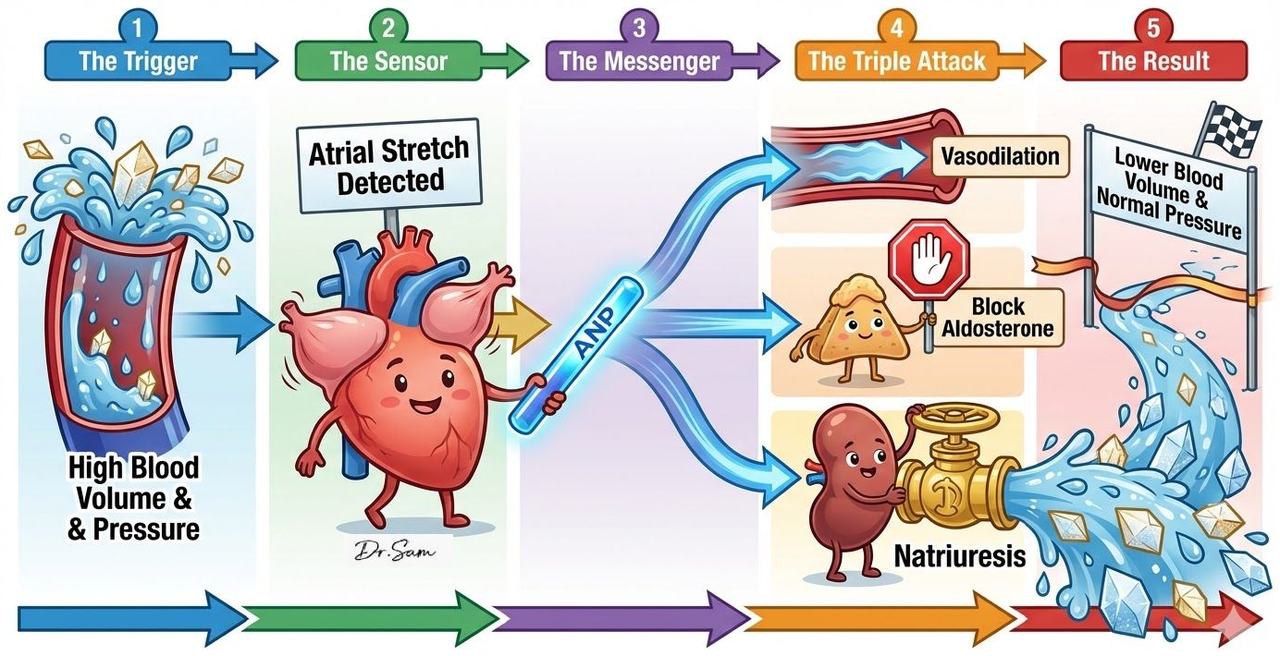 1
The Trigger
2
The Sensor
3
The Messenger
4
The Triple Attack
5
The Result
High Blood
Volume &
& Pressure
Atrial Stretch
Detected
Dr.Sam
ANP
Vasodilation
Block
Aldosterone
Natriuresis
Lower Blood
Volume &
Normal Pressure